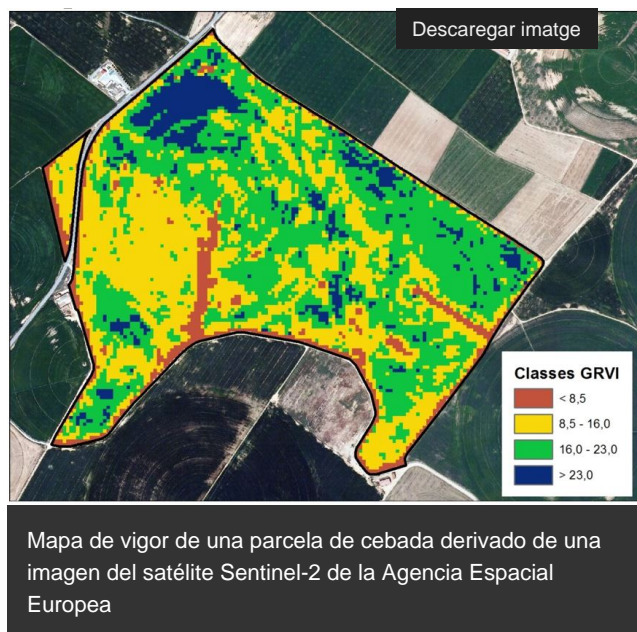 Descaregar imatge
Classes GRVI
< 8,5
8,5 - 16,0
16,0 - 23,0
> 23,0
Mapa de vigor de una parcela de cebada derivado de una
imagen del satélite Sentinel-2 de la Agencia Espacial
Europea